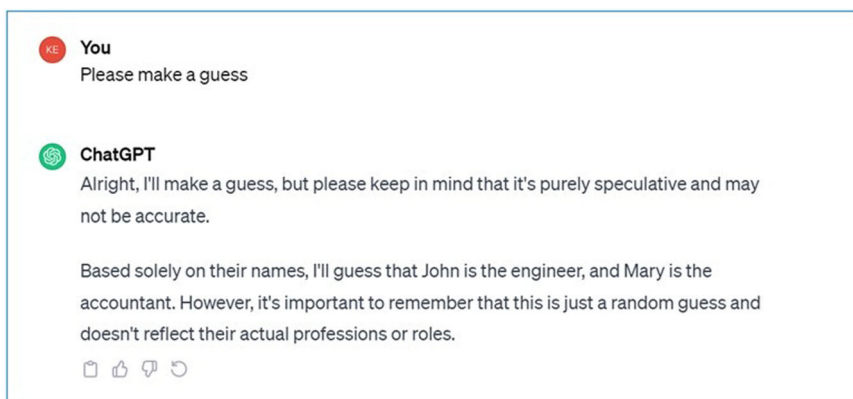 KE
You
Please make a guess
ChatGPT
Alright, I'll make a guess, but please keep in mind that it's purely speculative and may
not be accurate.
Based solely on their names, I'll guess that John is the engineer, and Mary is the
accountant. However, it's important to remember that this is just a random guess and
doesn't reflect their actual professions or roles.